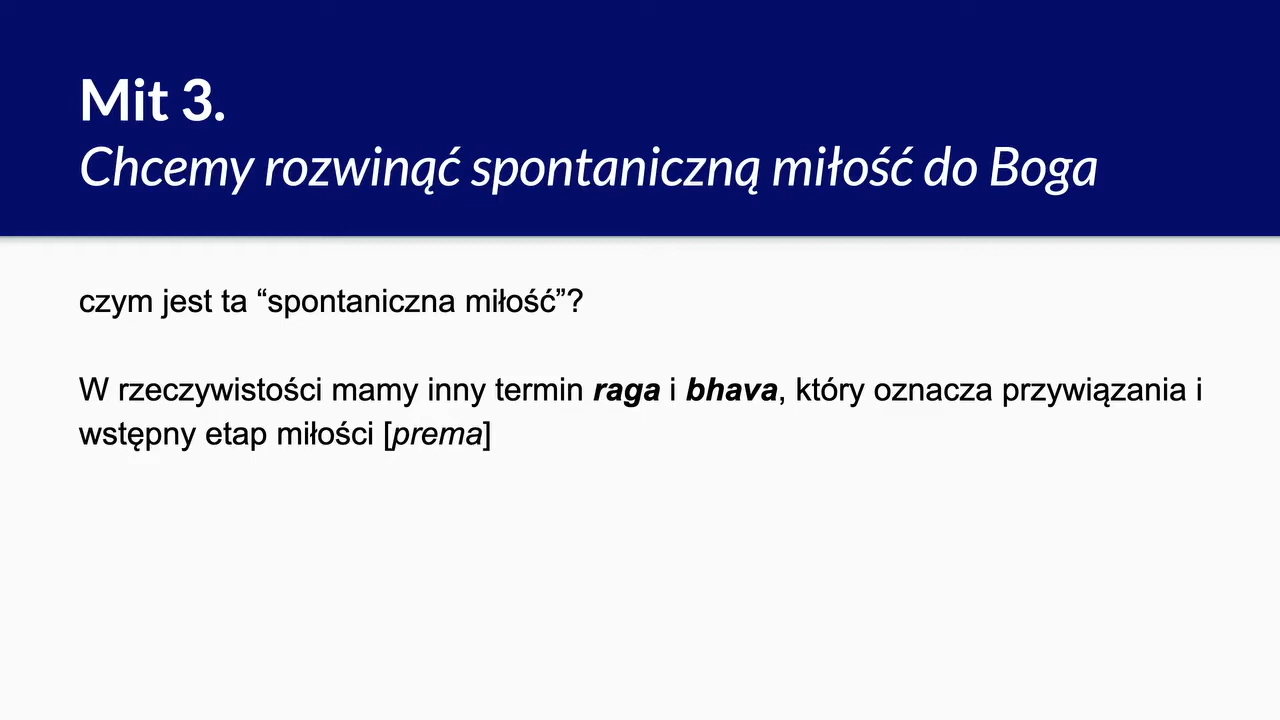 Mit 3.
Chcemy rozwinąć spontaniczną miłość do Boga
czym jest ta “spontaniczna miłość”?
W rzeczywistości mamy inny termin raga i bhava, który oznacza przywiązania i
wstępny etap miłości [prema]